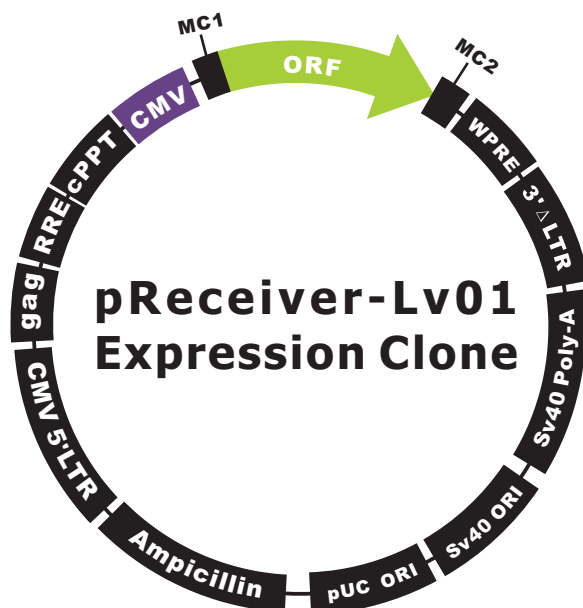 MC1
ORF
MC2
WPRE
3'△LTR
Sv40 Poly-A
Sv40 ORI
pUC ORI
Ampicillin
CMV 5'LTR
gag
RRE
cPPT
CMV
pReceiver-Lv01
Expression Clone